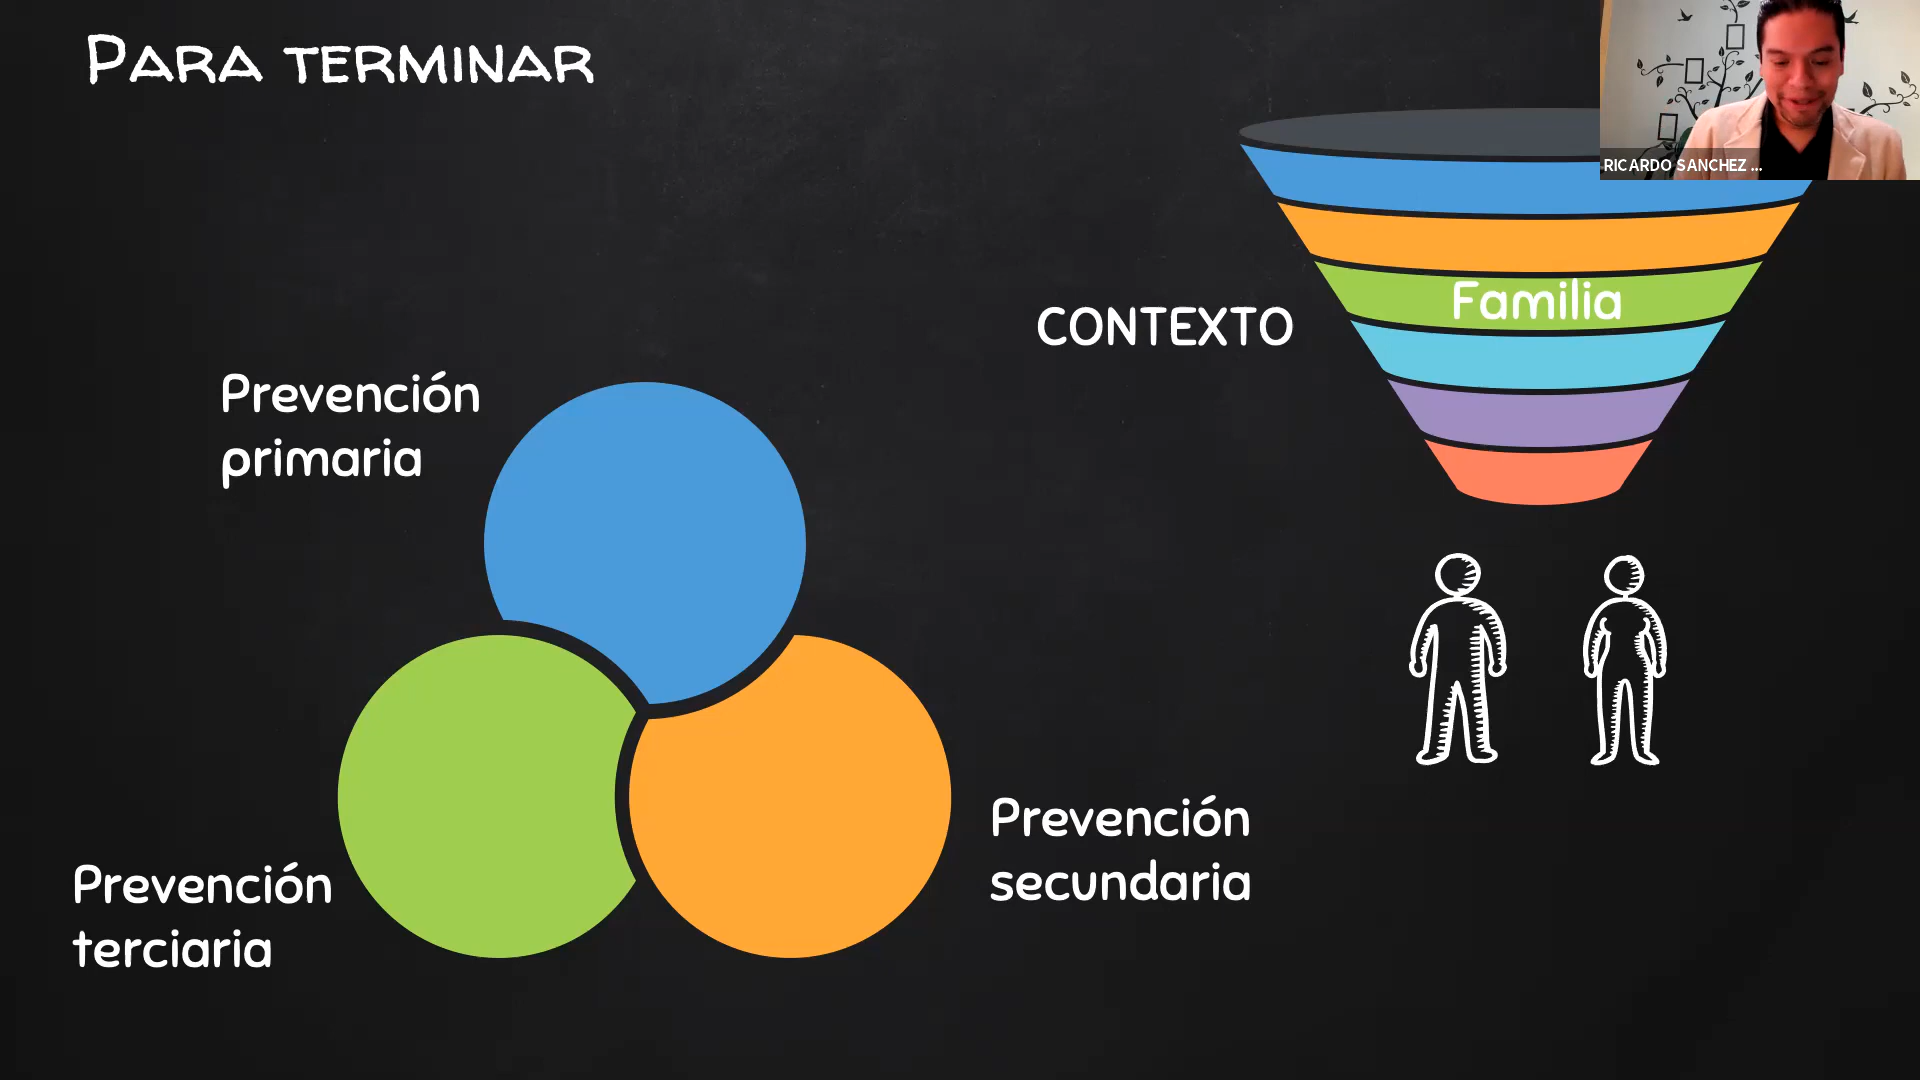 PARA TERMINAR
RICARDO SANCHEZ ...
Familia
CONTEXTO
Prevención
primaria
Prevención
secundaria
Prevención
terciaria